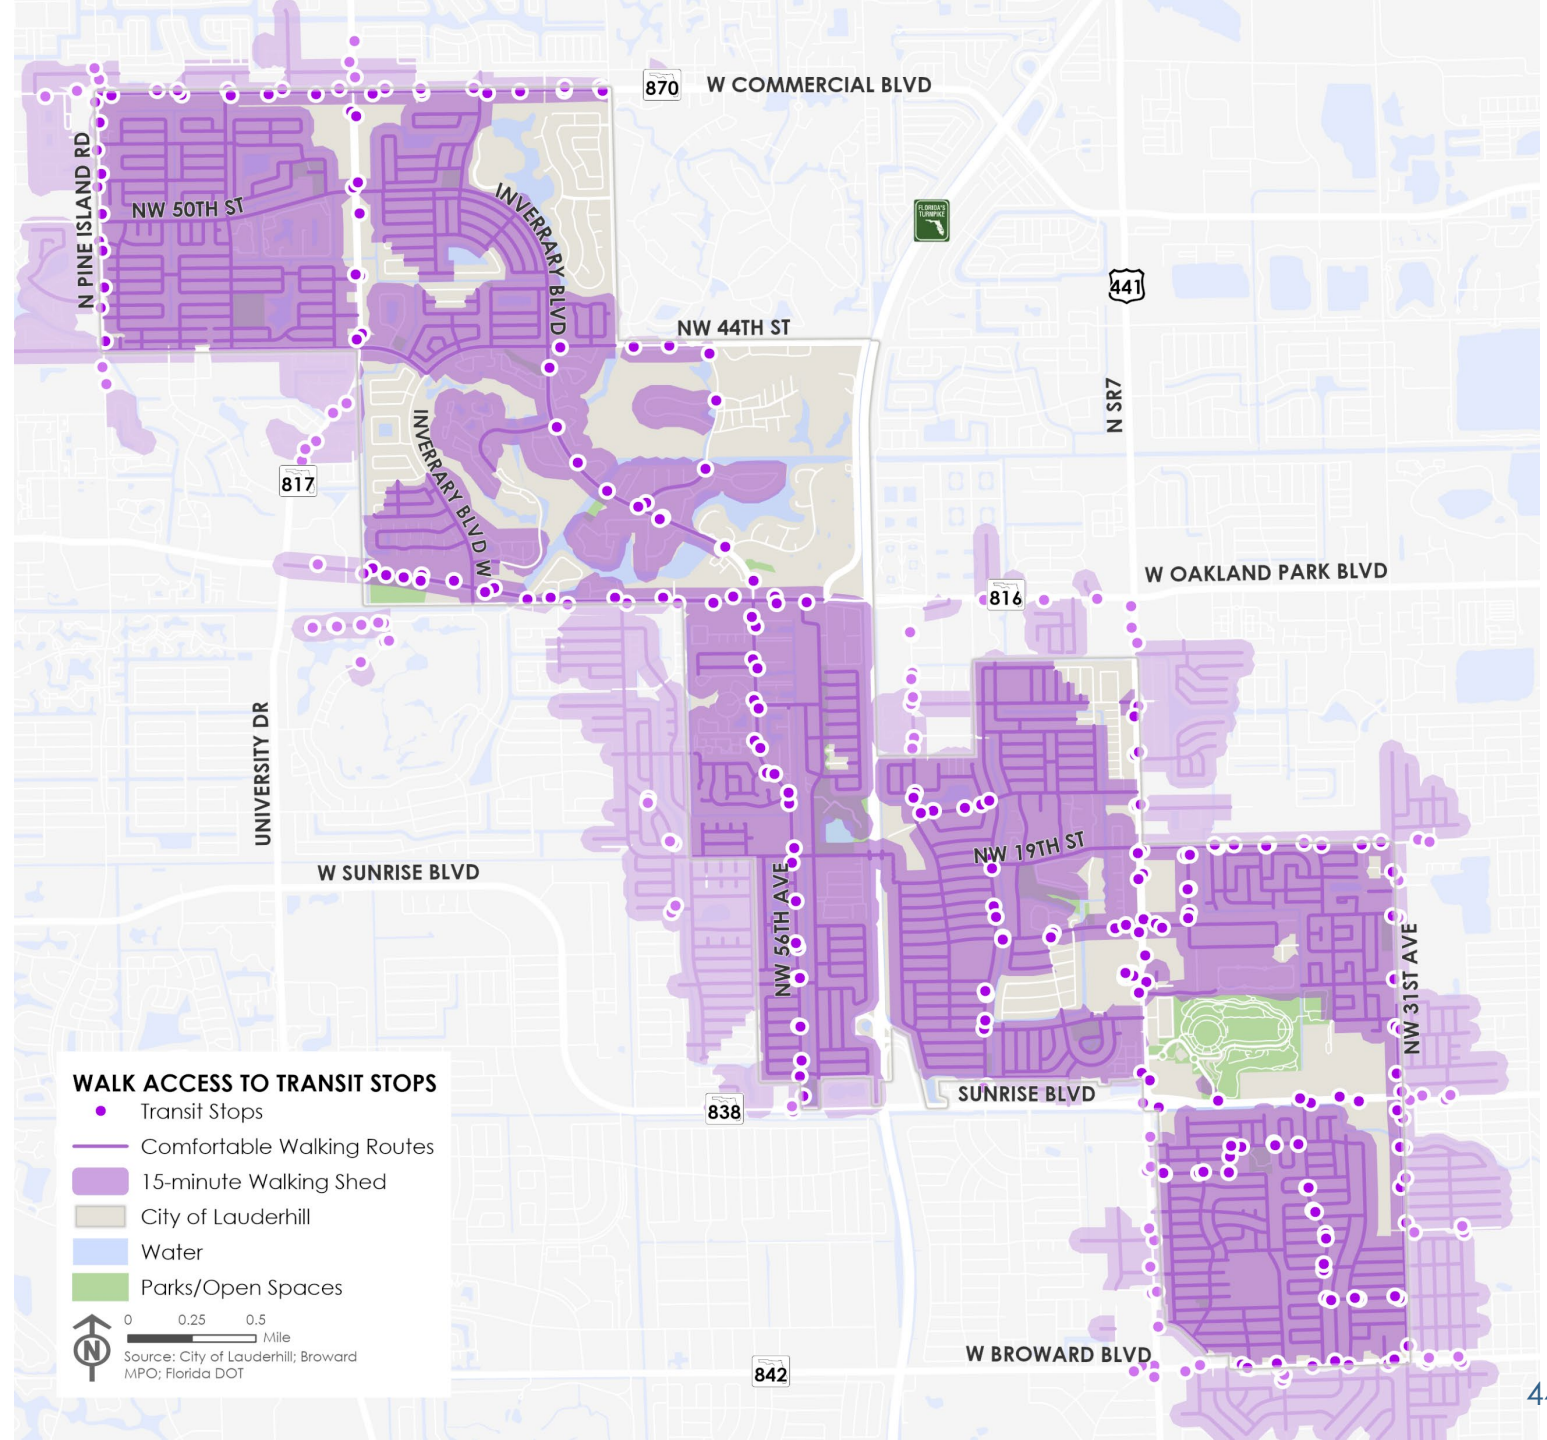 870
W COMMERCIAL BLVD
N PINE ISLAND RD
NW 50TH ST
INVERRARY BLVD
FLORIDA'S
TURNPIKE
441
NW 44TH ST
N SR7
INVERRARY BLVD W
817
W OAKLAND PARK BLVD
816
UNIVERSITY DR
W SUNRISE BLVD
NW 19TH ST
NW 56TH AVE
NW 31ST AVE
SUNRISE BLVD
838
W BROWARD BLVD
842
WALK ACCESS TO TRANSIT STOPS
Transit Stops
Comfortable Walking Routes
15-minute Walking Shed
City of Lauderhill
Water
Parks/Open Spaces
N
0 0.25 0.5
Mile
Source: City of Lauderhill; Broward
MPO; Florida DOT